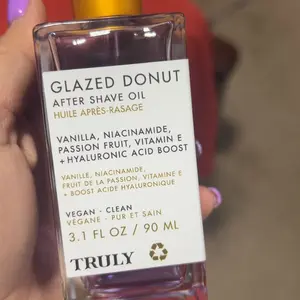 GLAZED DONUT
AFTER SHAVE OIL
HUILE APRÈS-RASAGE
VANILLA, NIACINAMIDE,
PASSION FRUIT, VITAMIN E
+ HYALURONIC ACID BOOST
VANILLE, NIACINAMIDE,
FRUIT DE LA PASSION, VITAMINE E
+ BOOST ACIDE HYALURONIQUE
VEGAN - CLEAN
VÉGANE - PUR ET SAIN
3.1 FL OZ / 90 ML
TRULY